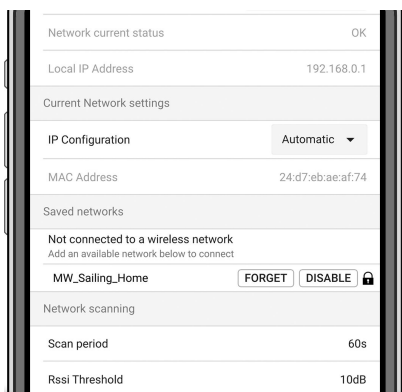 Network current status OK
Local IP Address 192.168.0.1
Current Network settings
IP Configuration Automatic
MAC Address 24:d7:eb:ae:af:74
Saved networks
Not connected to a wireless network
Add an available network below to connect
MW_Sailing_Home FORGET DISABLE
Network scanning
Scan period 60s
Rssi Threshold 10dB